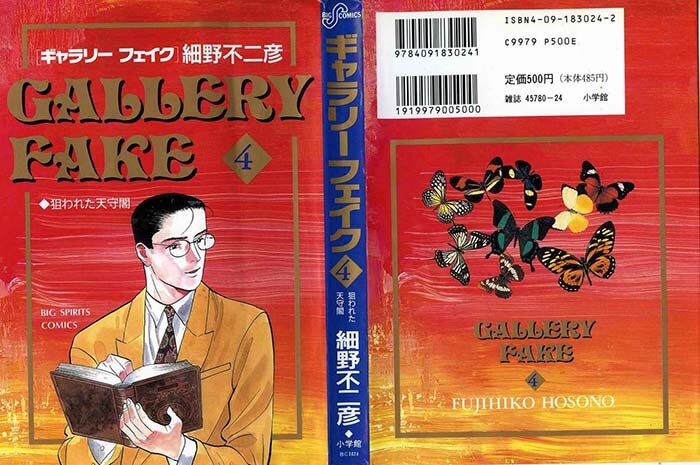 [ギャラリー フェイク] 細野不二彦
GALLERY
FAKE
4
◆狙われた天守閣
BIG SPIRITS
COMICS
BIG COMICS
ギャラリーフェイク
4
狙われた
天守閣
細野不二彦
◆
小学館
ISBN4-09-183024-2
C9979 P500E
9784091830241
定価500円 (本体485円)
1919979005000
雑誌 45780-24 小学館
GALLERY
FAKE
4
FUJIHIKO HOSONO